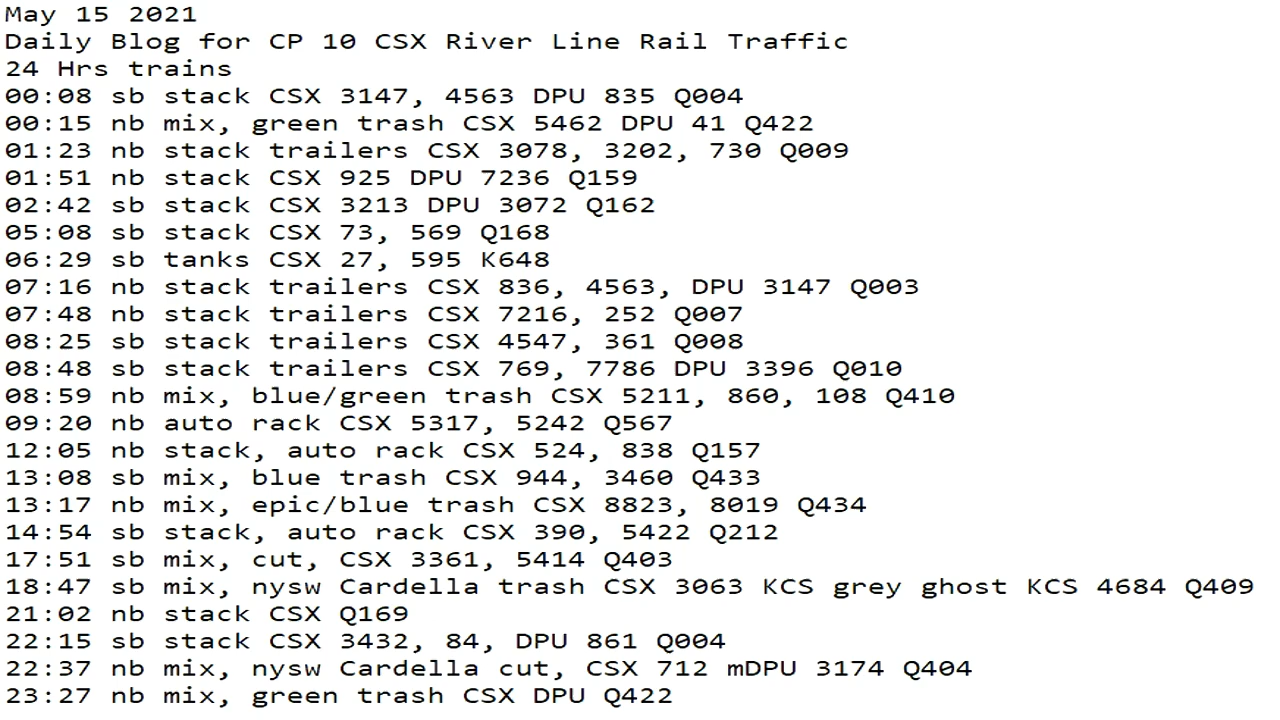 May 15 2021
Daily Blog for CP 10 CSX River Line Rail Traffic
24 Hrs trains
00:08 sb stack CSX 3147, 4563 DPU 835 Q004
00:15 nb mix, green trash CSX 5462 DPU 41 Q422
01:23 nb stack trailers CSX 3078, 3202, 730 Q009
01:51 nb stack CSX 925 DPU 7236 Q159
02:42 sb stack CSX 3213 DPU 3072 Q162
05:08 sb stack CSX 73, 569 Q168
06:29 sb tanks CSX 27, 595 K648
07:16 nb stack trailers CSX 836, 4563, DPU 3147 Q003
07:48 nb stack trailers CSX 7216, 252 Q007
08:25 sb stack trailers CSX 4547, 361 Q008
08:48 sb stack trailers CSX 769, 7786 DPU 3396 Q010
08:59 nb mix, blue/green trash CSX 5211, 860, 108 Q410
09:20 nb auto rack CSX 5317, 5242 Q567
12:05 nb stack, auto rack CSX 524, 838 Q157
13:08 sb mix, blue trash CSX 944, 3460 Q433
13:17 nb mix, epic/blue trash CSX 8823, 8019 Q434
14:54 sb stack, auto rack CSX 390, 5422 Q212
17:51 sb mix, cut, CSX 3361, 5414 Q403
18:47 sb mix, nysw Cardella trash CSX 3063 KCS grey ghost KCS 4684 Q409
21:02 nb stack CSX Q169
22:15 sb stack CSX 3432, 84, DPU 861 Q004
22:37 nb mix, nysw Cardella cut, CSX 712 mDPU 3174 Q404
23:27 nb mix, green trash CSX DPU Q422